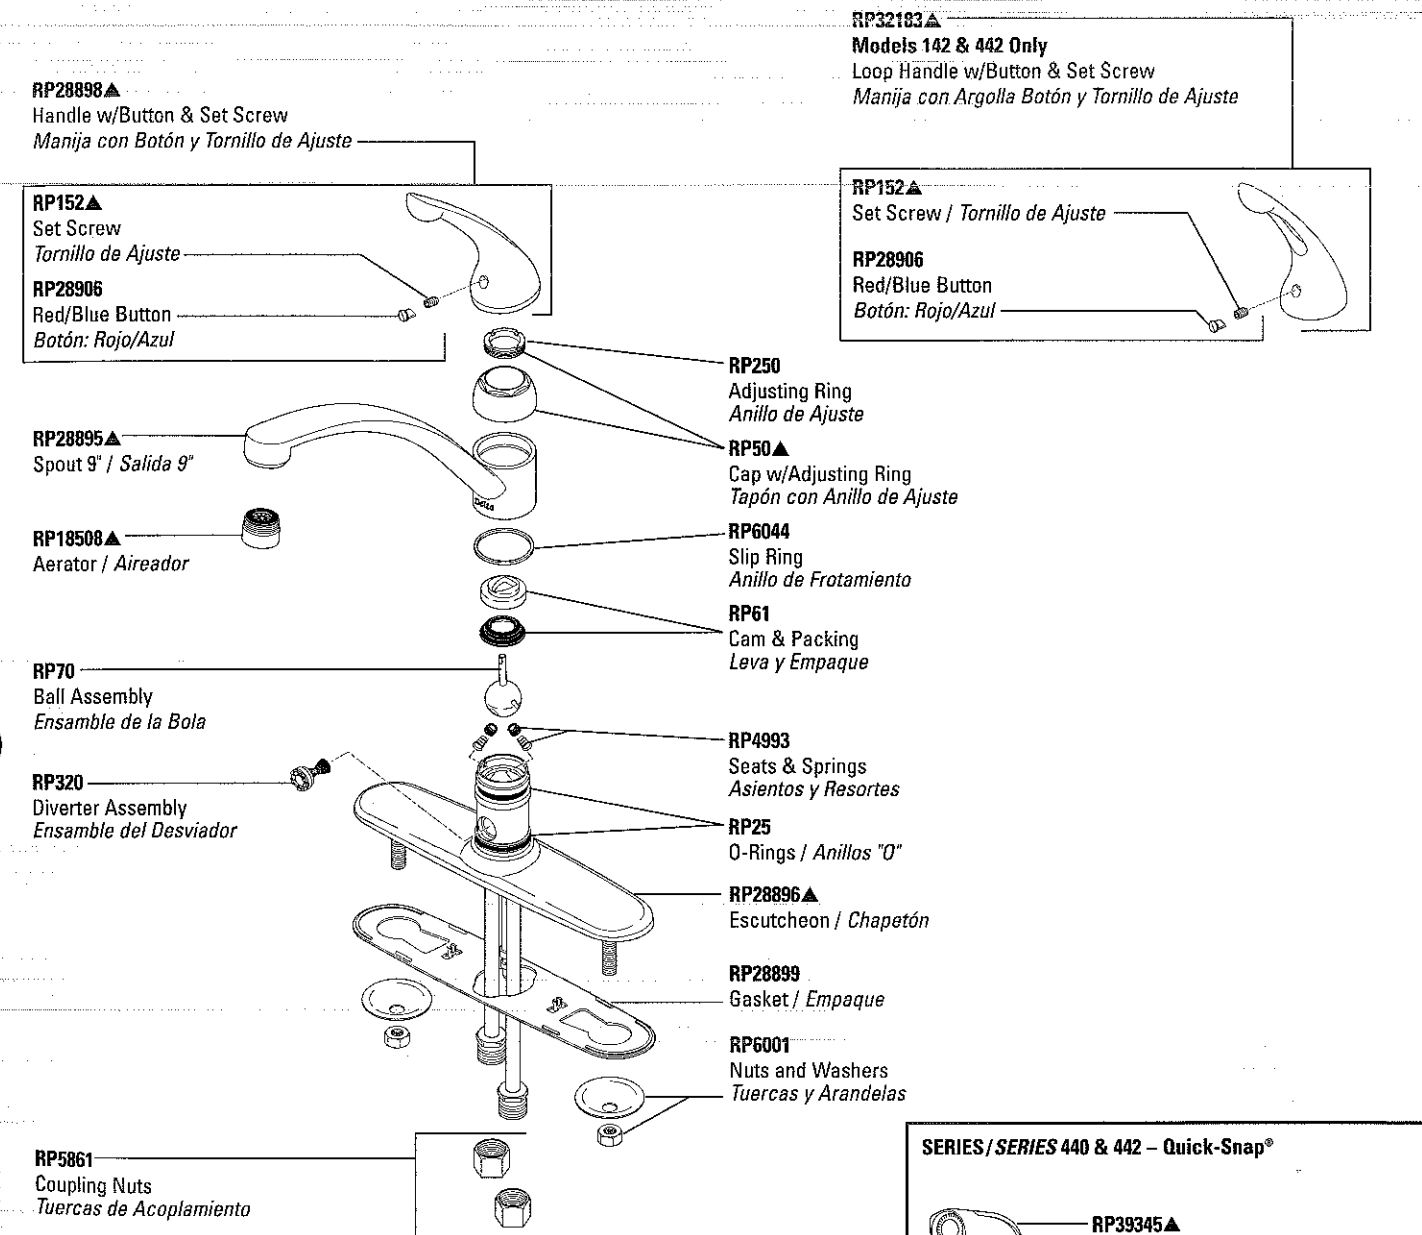 RP28898▲
Handle w/Button & Set Screw
Manija con Botón y Tornillo de Ajuste
RP32183▲
Models 142 & 442 Only
Loop Handle w/Button & Set Screw
Manija con Argolla Botón y Tornillo de Ajuste
RP152▲
Set Screw
Tornillo de Ajuste
RP28906
Red/Blue Button
Botón: Rojo/Azul
RP152▲
Set Screw / Tornillo de Ajuste
RP28906
Red/Blue Button
Botón: Rojo/Azul
RP250
Adjusting Ring
Anillo de Ajuste
RP28895▲
Spout 9" / Salida 9"
RP50▲
Cap w/Adjusting Ring
Tapón con Anillo de Ajuste
Delta
RP18508▲
Aerator / Aireador
RP6044
Slip Ring
Anillo de Frotamiento
RP61
Cam & Packing
Leva y Empaque
RP70
Ball Assembly
Ensamble de la Bola
RP4993
Seats & Springs
Asientos y Resortes
RP320
Diverter Assembly
Ensamble del Desviador
RP25
O-Rings / Anillos "O"
RP28896▲
Escutcheon / Chapetón
RP28899
Gasket / Empaque
RP6001
Nuts and Washers
Tuercas y Arandelas
RP5861
Coupling Nuts
Tuercas de Acoplamiento
SERIES/SERIES 440 & 442 – Quick-Snap®
RP39345▲